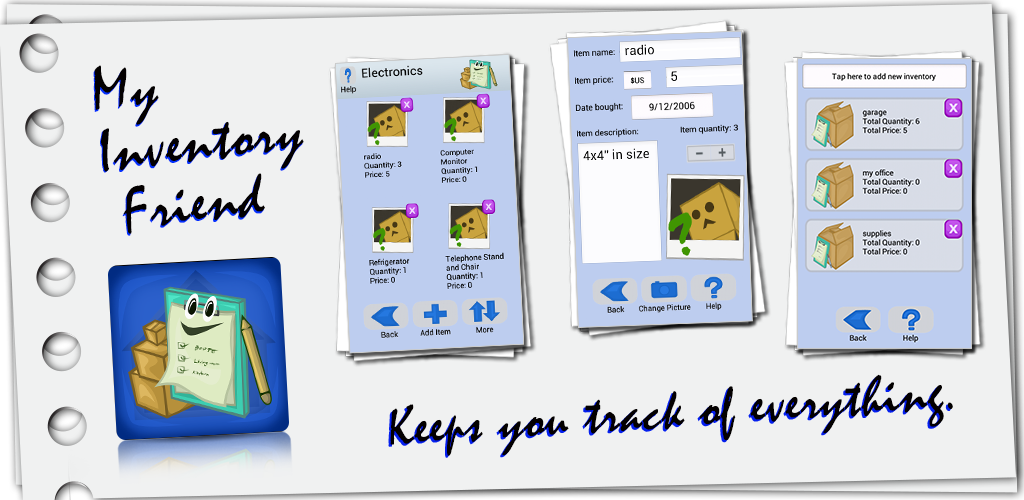 My
Inventory
Friend
Help
Electronics
X
X
radio
Quantity: 3
Price: 5
Computer
Monitor
Quantity: 1
Price: 0
X
X
Refrigerator
Quantity: 1
Price: 0
Telephone Stand
and Chair
Quantity: 1
Price: 0
Back
Add Item
More
Item name: radio
Item price: $US 5
Date bought: 9/12/2006
Item description: Item quantity: 3
4x4" in size
− +
Back
Change Picture
Help
Tap here to add new inventory
garage
Total Quantity: 6
Total Price: 5
X
my office
Total Quantity: 0
Total Price: 0
X
supplies
Total Quantity: 0
Total Price: 0
X
Back
Help
Keeps you track of everything.